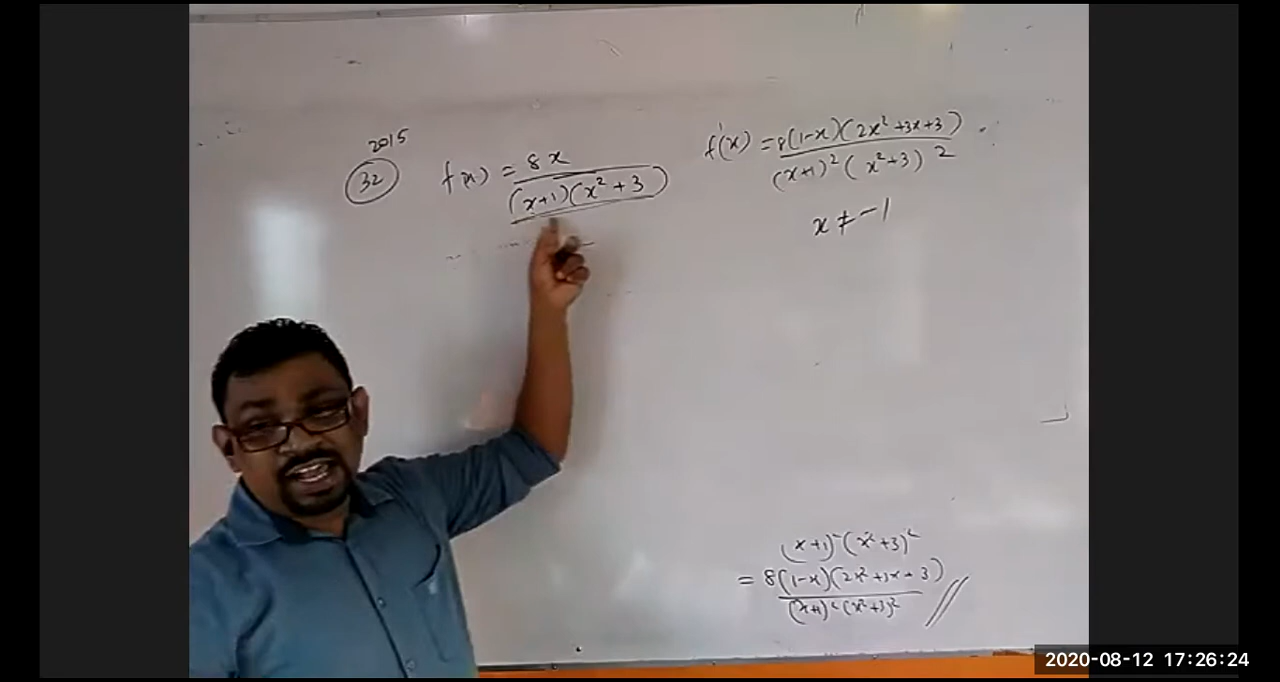 2015
32
f(x) = 8x
(x+1)(x² + 3)
f'(x) = 8(1-x)(2x² +3x+3)
(x+1)² (x²+3)²
x ≠ -1
(x+1)² (x²+3)²
= 8(1-x)(2x²+3x+3)
(x+1)² (x²+3)²
2020-08-12 17:26:24